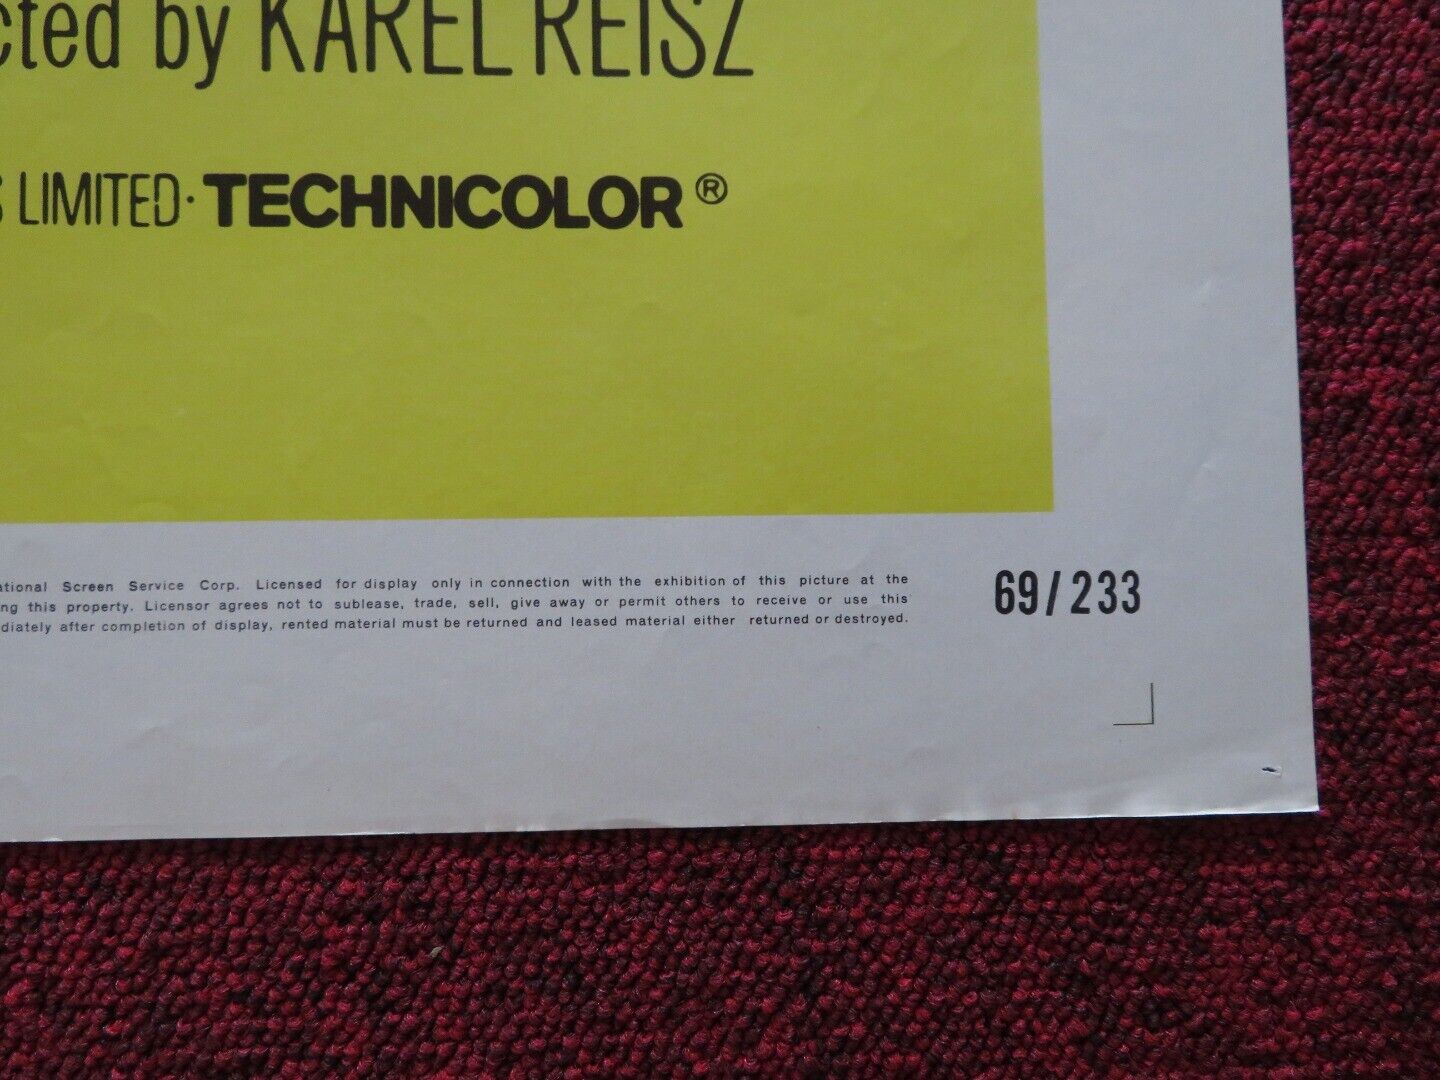 cted by KAREL REISZ
S LIMITED · TECHNICOLOR ®
ational Screen Service Corp. Licensed for display only in connection with the exhibition of this picture at the
ng this property. Licensor agrees not to sublease, trade, sell, give away or permit others to receive or use this
diately after completion of display, rented material must be returned and leased material either returned or destroyed.
69/233